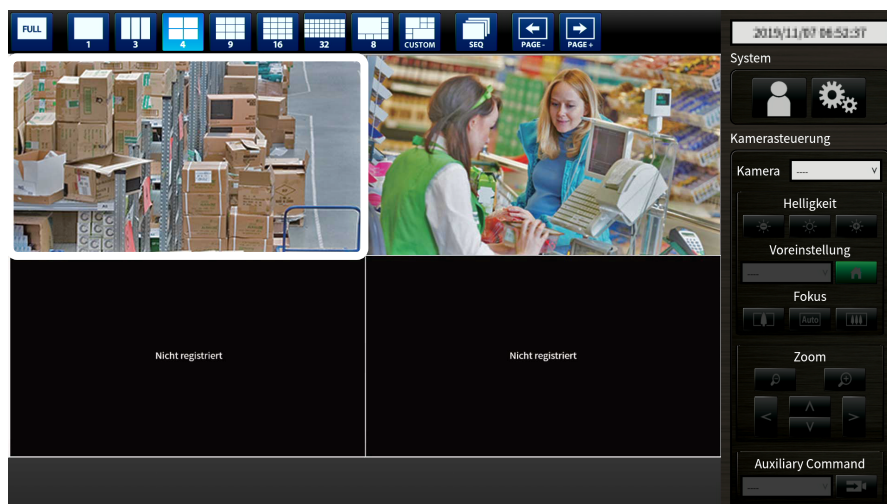 FULL
1
3
4
9
16
32
8
CUSTOM
SEQ
PAGE -
PAGE +
2019/11/07 06:52:37
System
Kamerasteuerung
Kamera ---- v
Helligkeit
Voreinstellung
---- v
Fokus
Auto
Zoom
< ʌ v >
Auxiliary Command
---- v
Nicht registriert
Nicht registriert